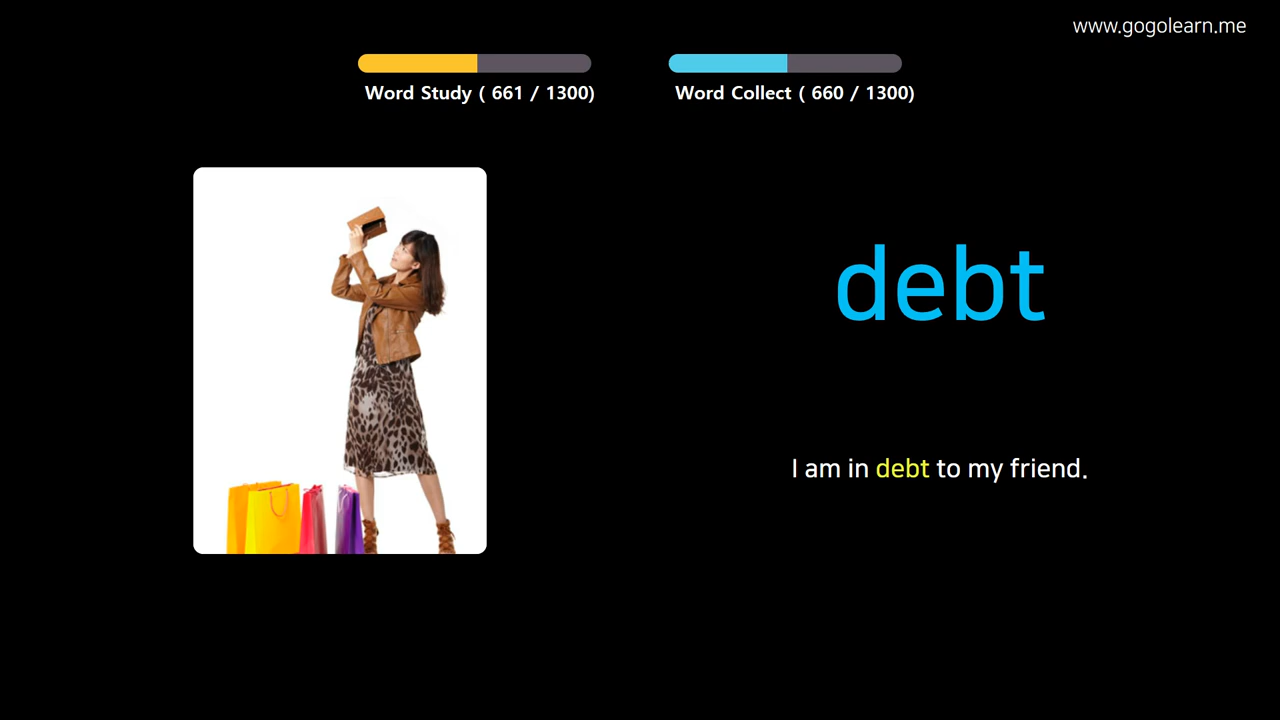 www.gogolearn.me
Word Study ( 661 / 1300)
Word Collect ( 660 / 1300)
debt
I am in debt to my friend.